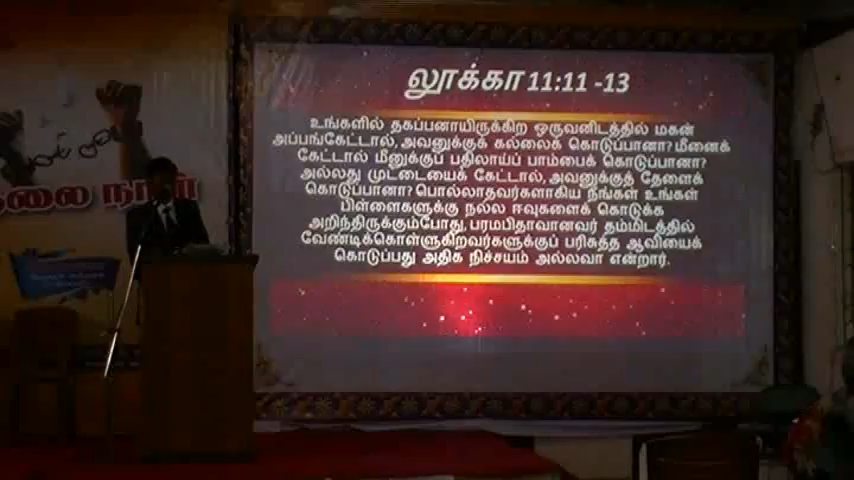 லூக்கா 11:11 -13
உங்களில் தகப்பனாயிருக்கிற ஒருவனிடத்தில் மகன்
அப்பங்கேட்டால், அவனுக்குக் கல்லைக் கொடுப்பானா? மீனைக்
கேட்டால் மீனுக்குப் பதிலாய்ப் பாம்பைக் கொடுப்பானா?
அல்லது முட்டையைக் கேட்டால், அவனுக்குத் தேளைக்
கொடுப்பானா? பொல்லாதவர்களாகிய நீங்கள் உங்கள்
பிள்ளைகளுக்கு நல்ல ஈவுகளைக் கொடுக்க
அறிந்திருக்கும்போது, பரமபிதாவானவர் தம்மிடத்தில்
வேண்டிக்கொள்ளுகிறவர்களுக்குப் பரிசுத்த ஆவியைக்
கொடுப்பது அதிக நிச்சயம் அல்லவா என்றார்.
தலை நாள்